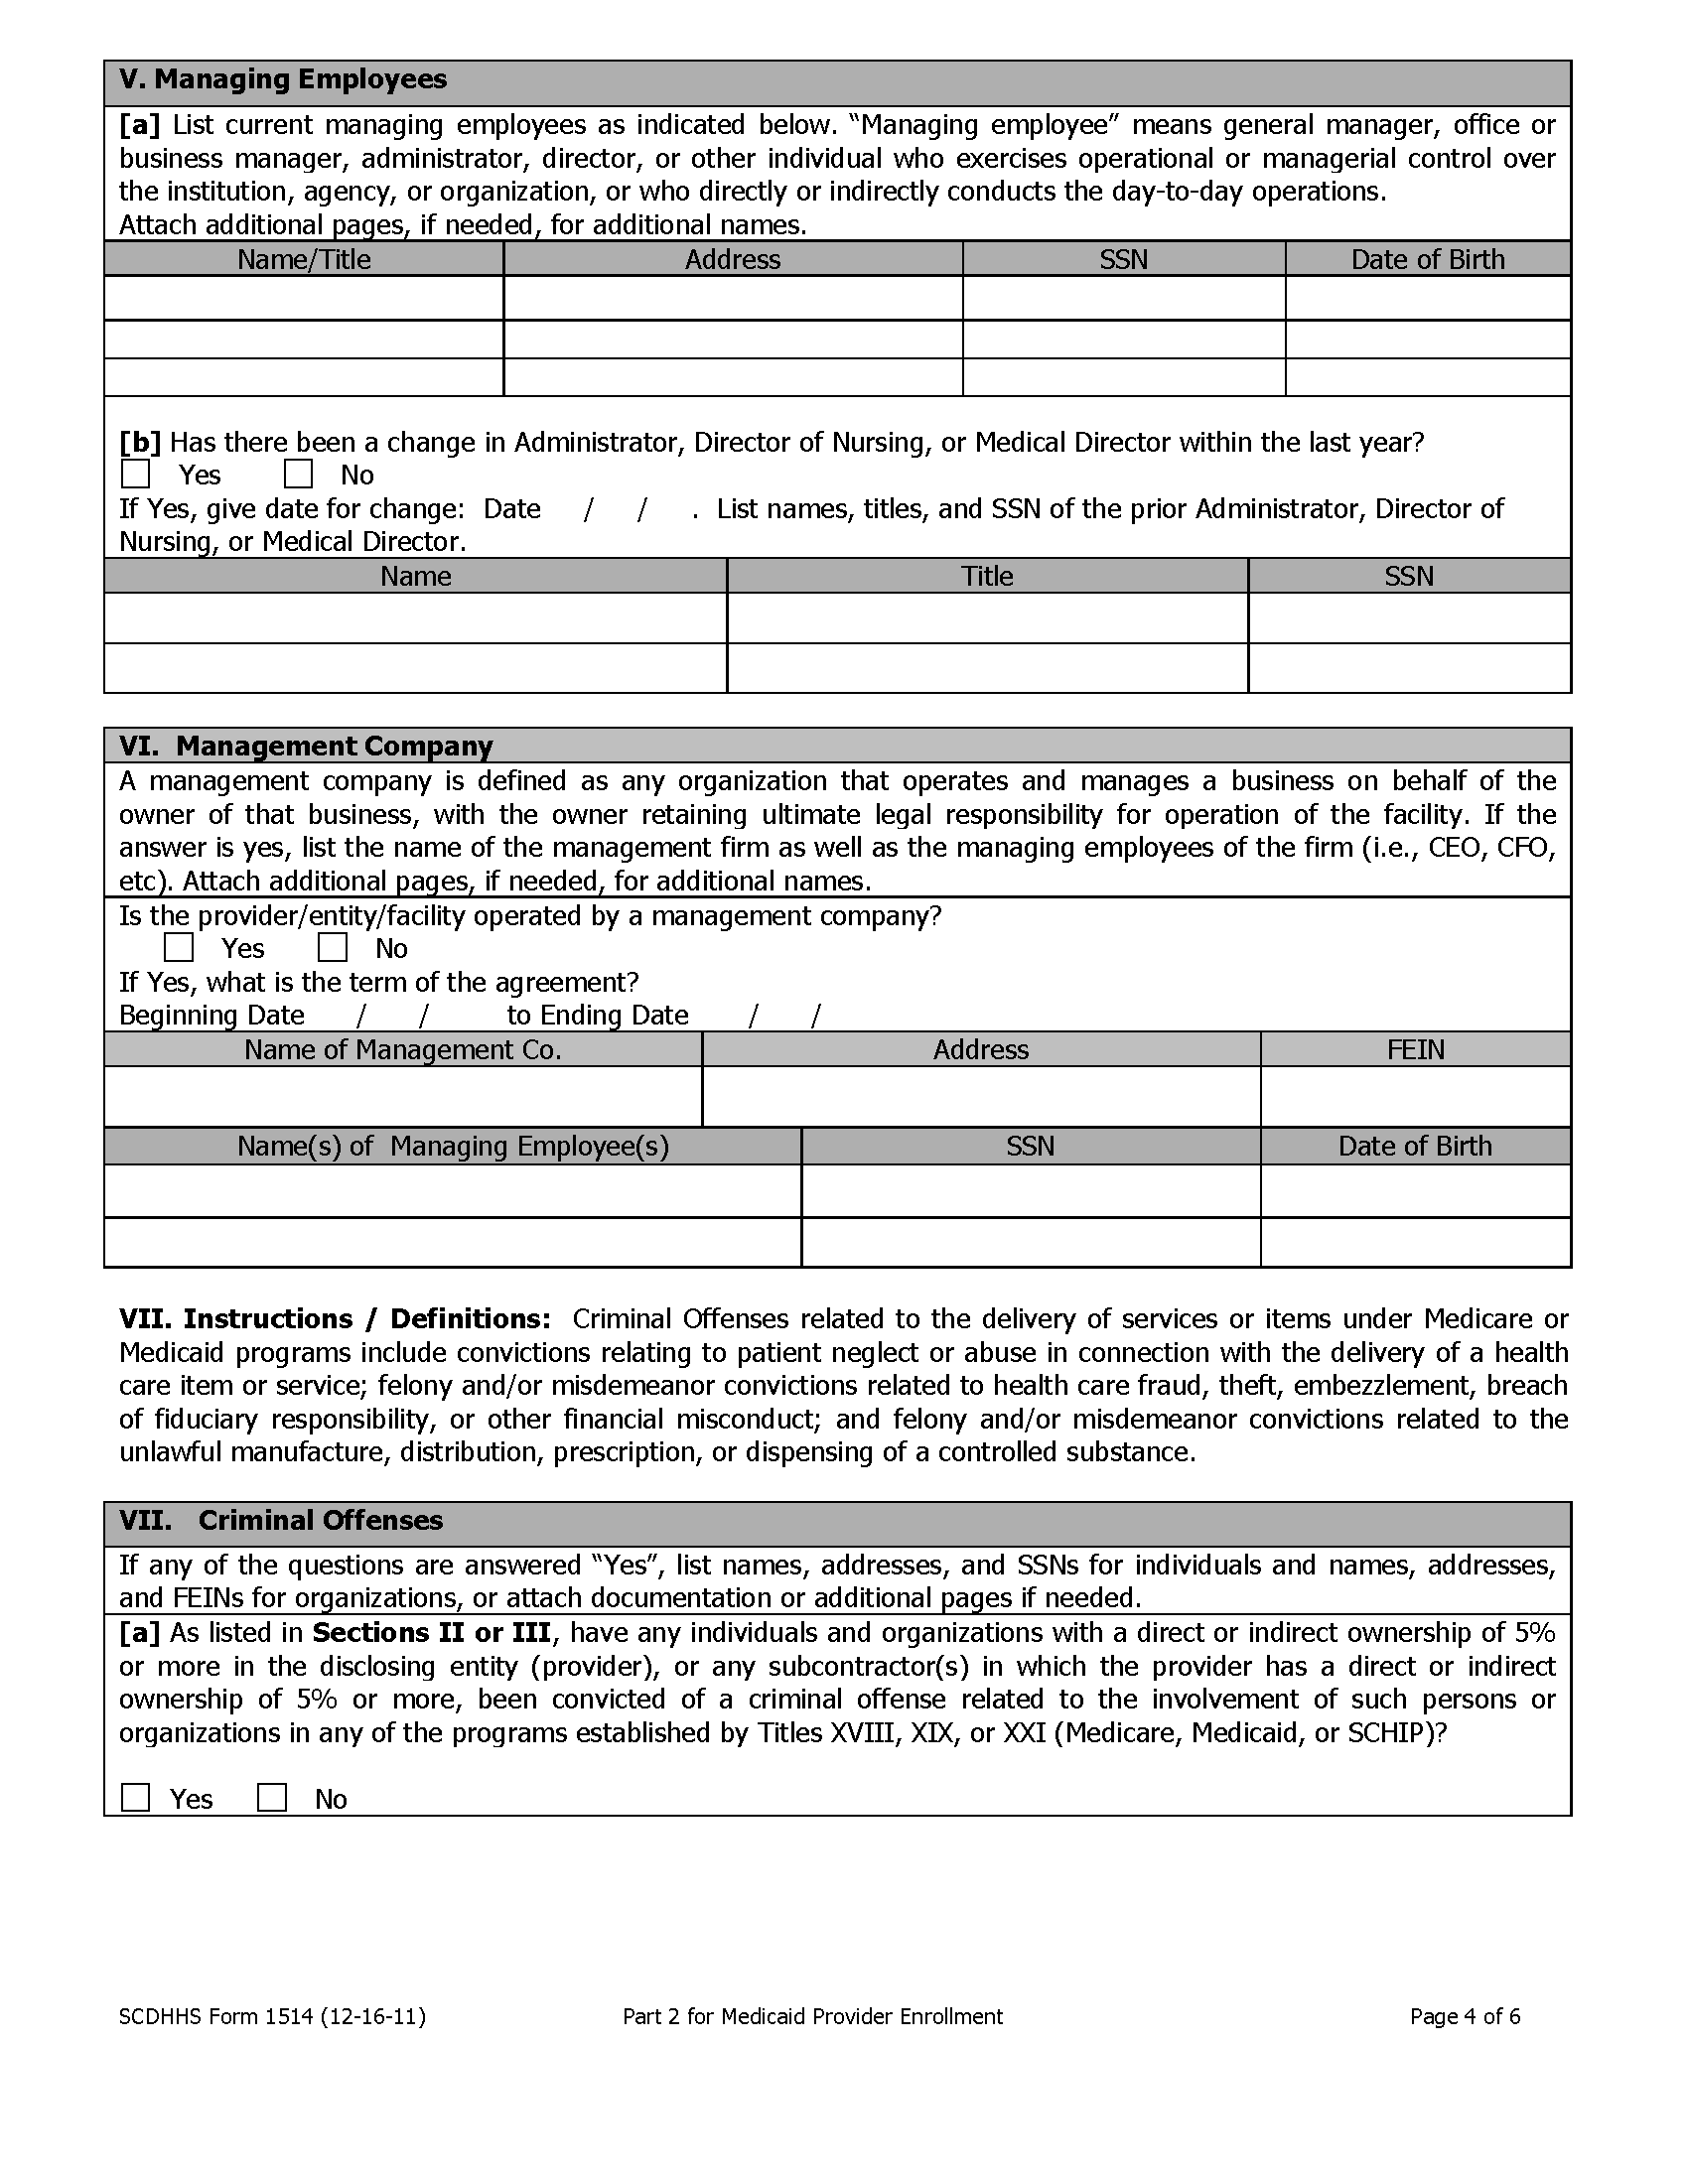 V. Managing Employees
[a] List current managing employees as indicated below. “Managing employee” means general manager, office or
business manager, administrator, director, or other individual who exercises operational or managerial control over
the institution, agency, or organization, or who directly or indirectly conducts the day-to-day operations.
Attach additional pages, if needed, for additional names.
Name/Title Address SSN Date of Birth
[b] Has there been a change in Administrator, Director of Nursing, or Medical Director within the last year?
Yes No
If Yes, give date for change: Date / / . List names, titles, and SSN of the prior Administrator, Director of
Nursing, or Medical Director.
Name Title SSN
VI. Management Company
A management company is defined as any organization that operates and manages a business on behalf of the
owner of that business, with the owner retaining ultimate legal responsibility for operation of the facility. If the
answer is yes, list the name of the management firm as well as the managing employees of the firm (i.e., CEO, CFO,
etc). Attach additional pages, if needed, for additional names.
Is the provider/entity/facility operated by a management company?
Yes No
If Yes, what is the term of the agreement?
Beginning Date / / to Ending Date / /
Name of Management Co. Address FEIN
Name(s) of Managing Employee(s) SSN Date of Birth
VII. Instructions / Definitions: Criminal Offenses related to the delivery of services or items under Medicare or
Medicaid programs include convictions relating to patient neglect or abuse in connection with the delivery of a health
care item or service; felony and/or misdemeanor convictions related to health care fraud, theft, embezzlement, breach
of fiduciary responsibility, or other financial misconduct; and felony and/or misdemeanor convictions related to the
unlawful manufacture, distribution, prescription, or dispensing of a controlled substance.
VII. Criminal Offenses
If any of the questions are answered “Yes”, list names, addresses, and SSNs for individuals and names, addresses,
and FEINs for organizations, or attach documentation or additional pages if needed.
[a] As listed in Sections II or III, have any individuals and organizations with a direct or indirect ownership of 5%
or more in the disclosing entity (provider), or any subcontractor(s) in which the provider has a direct or indirect
ownership of 5% or more, been convicted of a criminal offense related to the involvement of such persons or
organizations in any of the programs established by Titles XVIII, XIX, or XXI (Medicare, Medicaid, or SCHIP)?
Yes No
SCDHHS Form 1514 (12-16-11) Part 2 for Medicaid Provider Enrollment Page 4 of 6